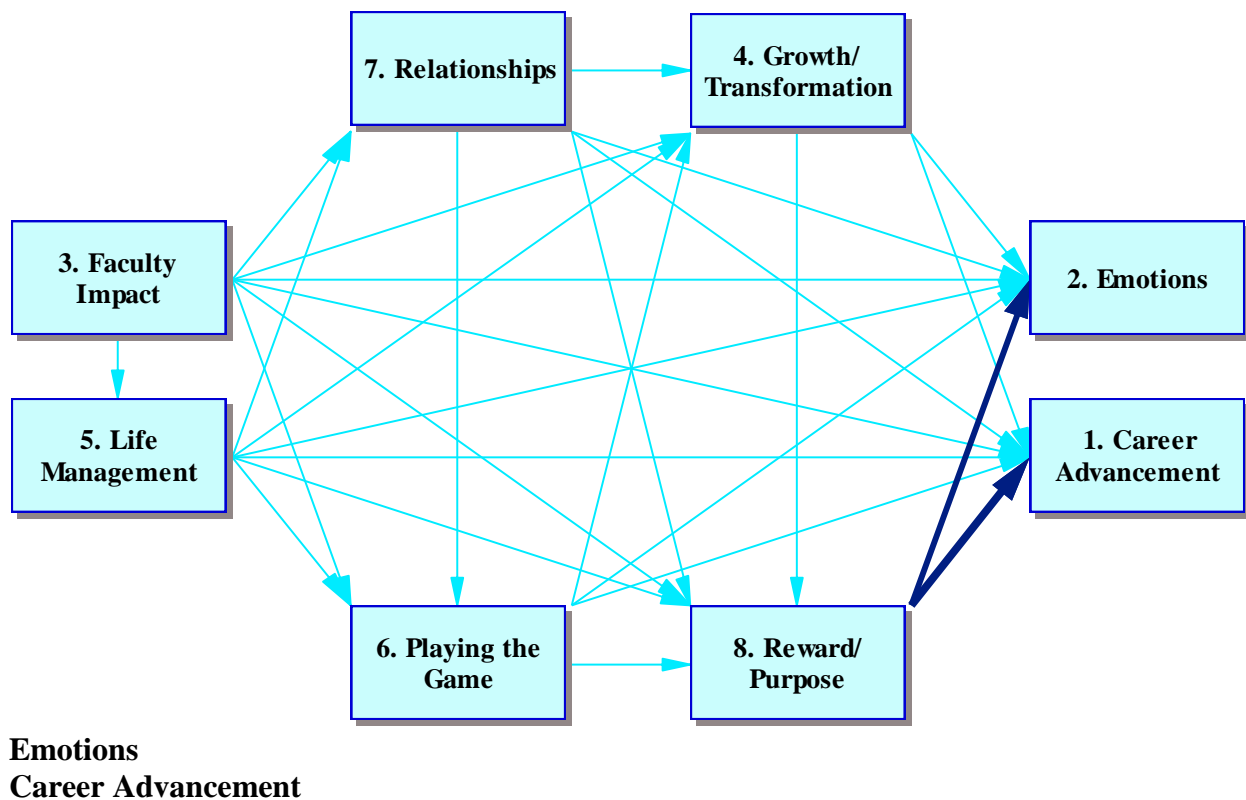 7. Relationships
4. Growth/
Transformation
3. Faculty
Impact
2. Emotions
5. Life
Management
1. Career
Advancement
6. Playing the
Game
8. Reward/
Purpose
Emotions
Career Advancement